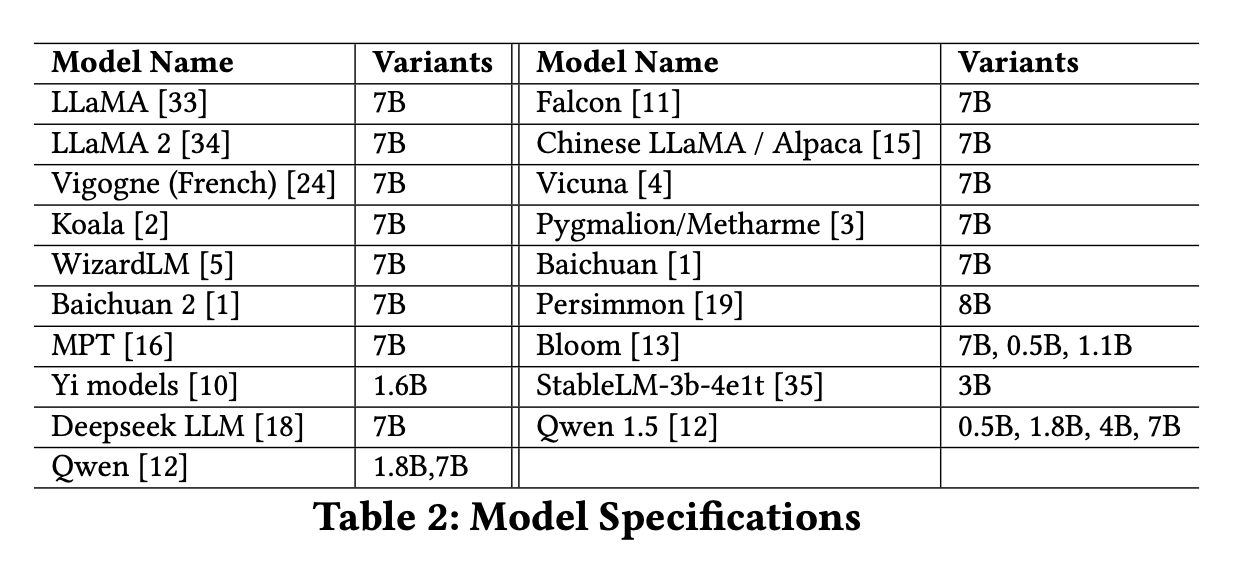 Model Name Variants Model Name Variants
LLaMA [33] 7B Falcon [11] 7B
LLaMA 2 [34] 7B Chinese LLaMA / Alpaca [15] 7B
Vigogne (French) [24] 7B Vicuna [4] 7B
Koala [2] 7B Pygmalion/Metharme [3] 7B
WizardLM [5] 7B Baichuan [1] 7B
Baichuan 2 [1] 7B Persimmon [19] 8B
MPT [16] 7B Bloom [13] 7B, 0.5B, 1.1B
Yi models [10] 1.6B StableLM-3b-4e1t [35] 3B
Deepseek LLM [18] 7B Qwen 1.5 [12] 0.5B, 1.8B, 4B, 7B
Qwen [12] 1.8B,7B
Table 2: Model Specifications